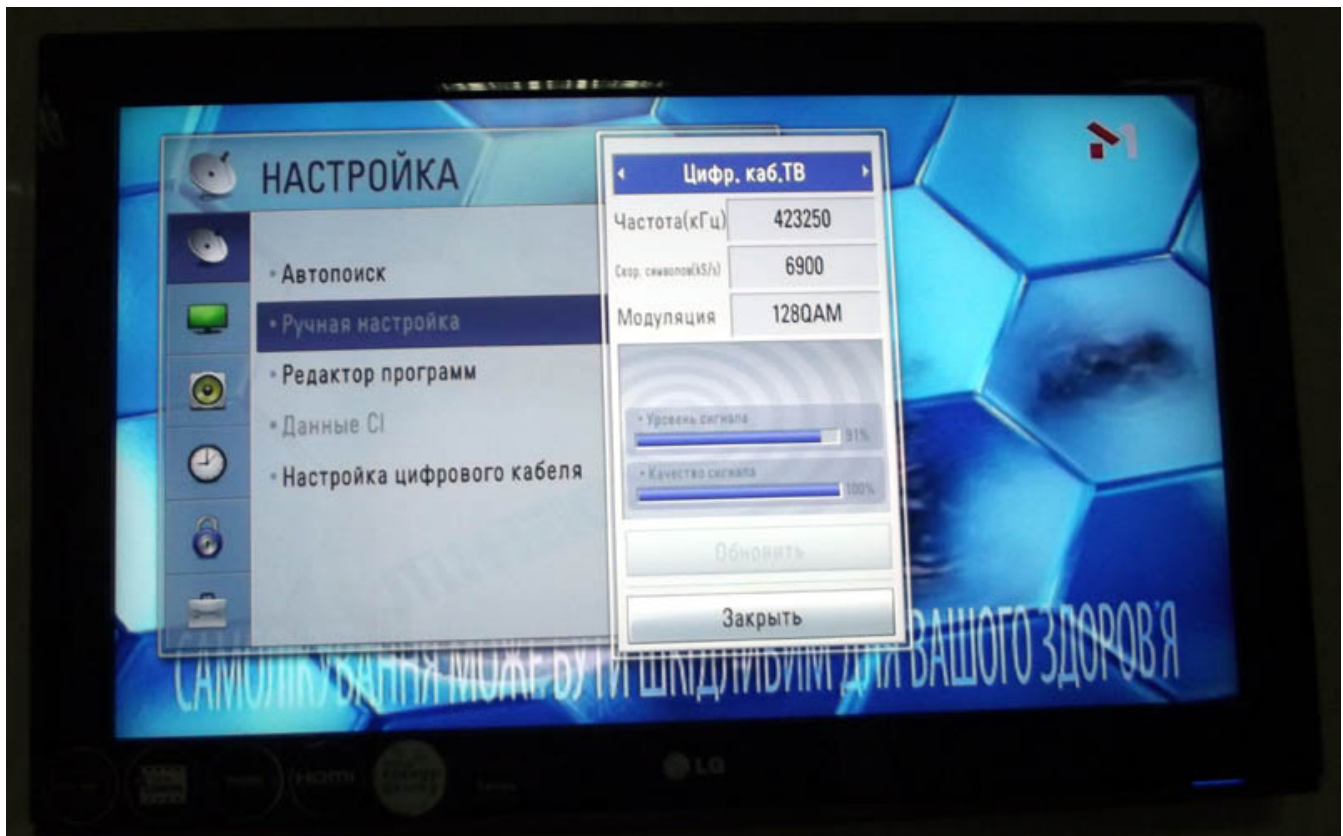 НАСТРОЙКА
• Автопоиск
• Ручная настройка
• Редактор программ
• Данные CI
• Настройка цифрового кабеля
Цифр. каб.ТВ
Частота(кГц) 423250
Скор. символов(kS/s) 6900
Модуляция 128QAM
• Уровень сигнала
91%
• Качество сигнала
100%
Обновить
Закрыть
САМОЛІКУВАННЯ МОЖЕ БУТИ ШКІДЛИВИМ ДЛЯ ВАШОГО ЗДОРОВ'Я
HDMI
LG